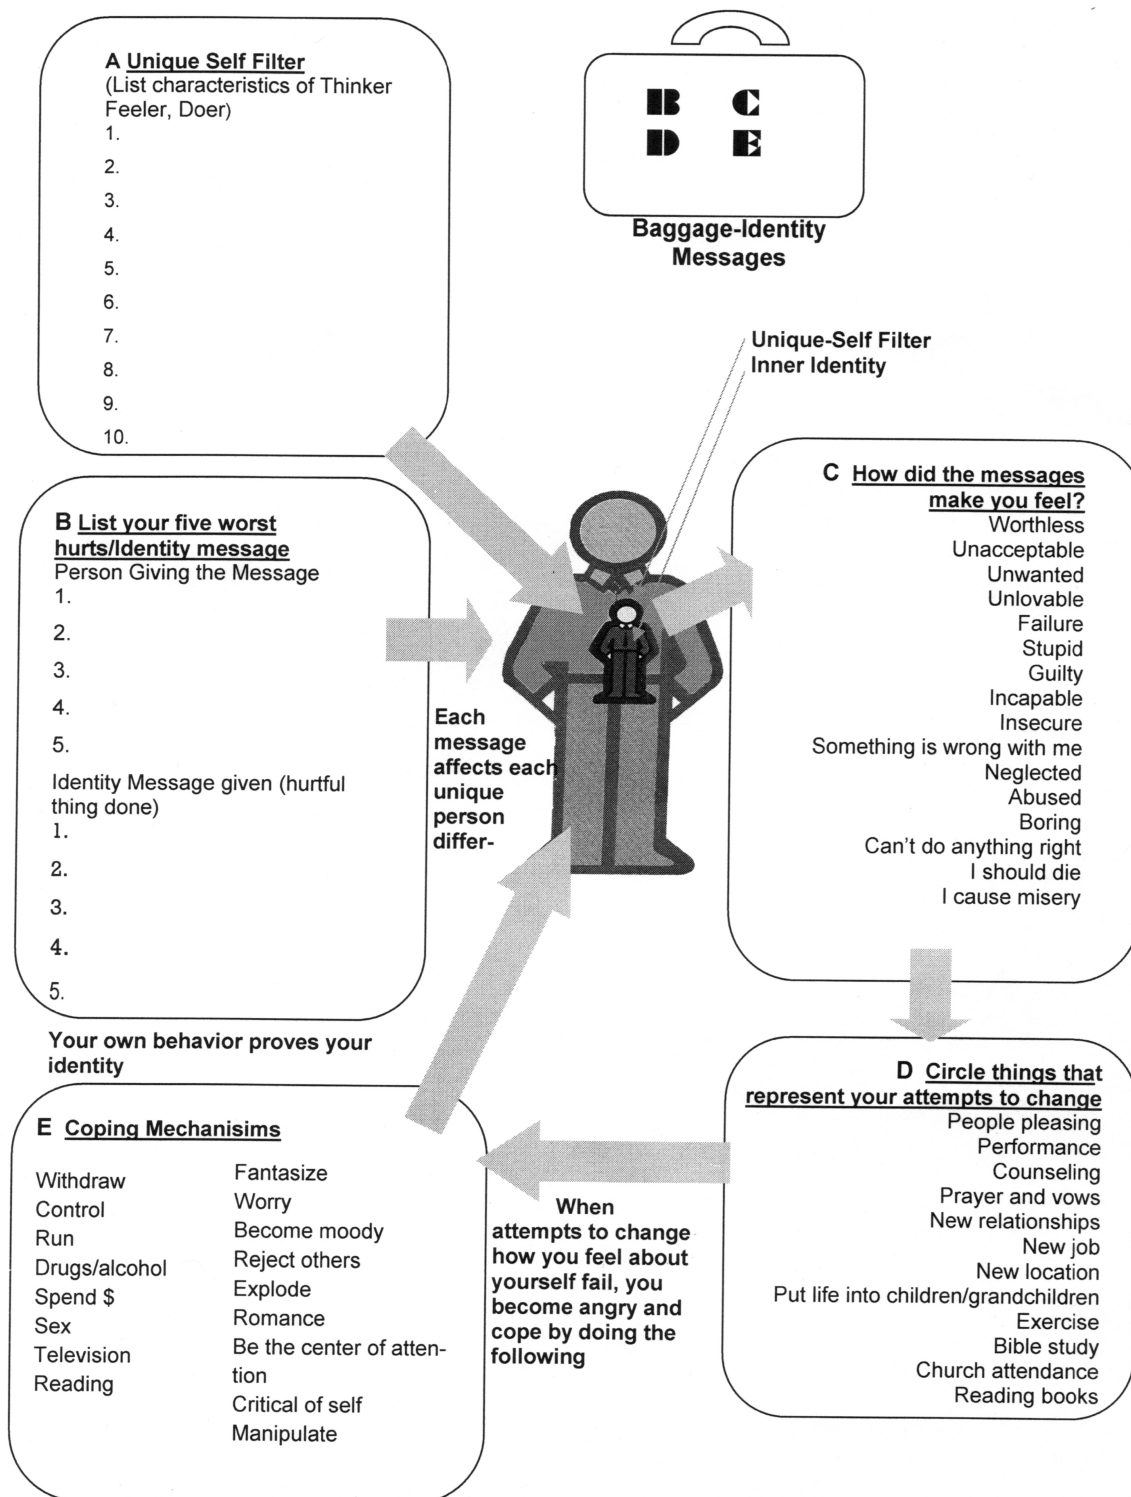 A Unique Self Filter
(List characteristics of Thinker
Feeler, Doer)
1.
2.
3.
4.
5.
6.
7.
8.
9.
10.
B C
D E
Baggage-Identity
Messages
Unique-Self Filter
Inner Identity
B List your five worst
hurts/Identity message
Person Giving the Message
1.
2.
3.
4.
5.
Identity Message given (hurtful
thing done)
1.
2.
3.
4.
5.
Each
message
affects each
unique
person
differ-
C How did the messages
make you feel?
Worthless
Unacceptable
Unwanted
Unlovable
Failure
Stupid
Guilty
Incapable
Insecure
Something is wrong with me
Neglected
Abused
Boring
Can't do anything right
I should die
I cause misery
D Circle things that
represent your attempts to change
People pleasing
Performance
Counseling
Prayer and vows
New relationships
New job
New location
Put life into children/grandchildren
Exercise
Bible study
Church attendance
Reading books
When
attempts to change
how you feel about
yourself fail, you
become angry and
cope by doing the
following
Your own behavior proves your
identity
E Coping Mechanisims
Withdraw
Control
Run
Drugs/alcohol
Spend $
Sex
Television
Reading
Fantasize
Worry
Become moody
Reject others
Explode
Romance
Be the center of atten-
tion
Critical of self
Manipulate